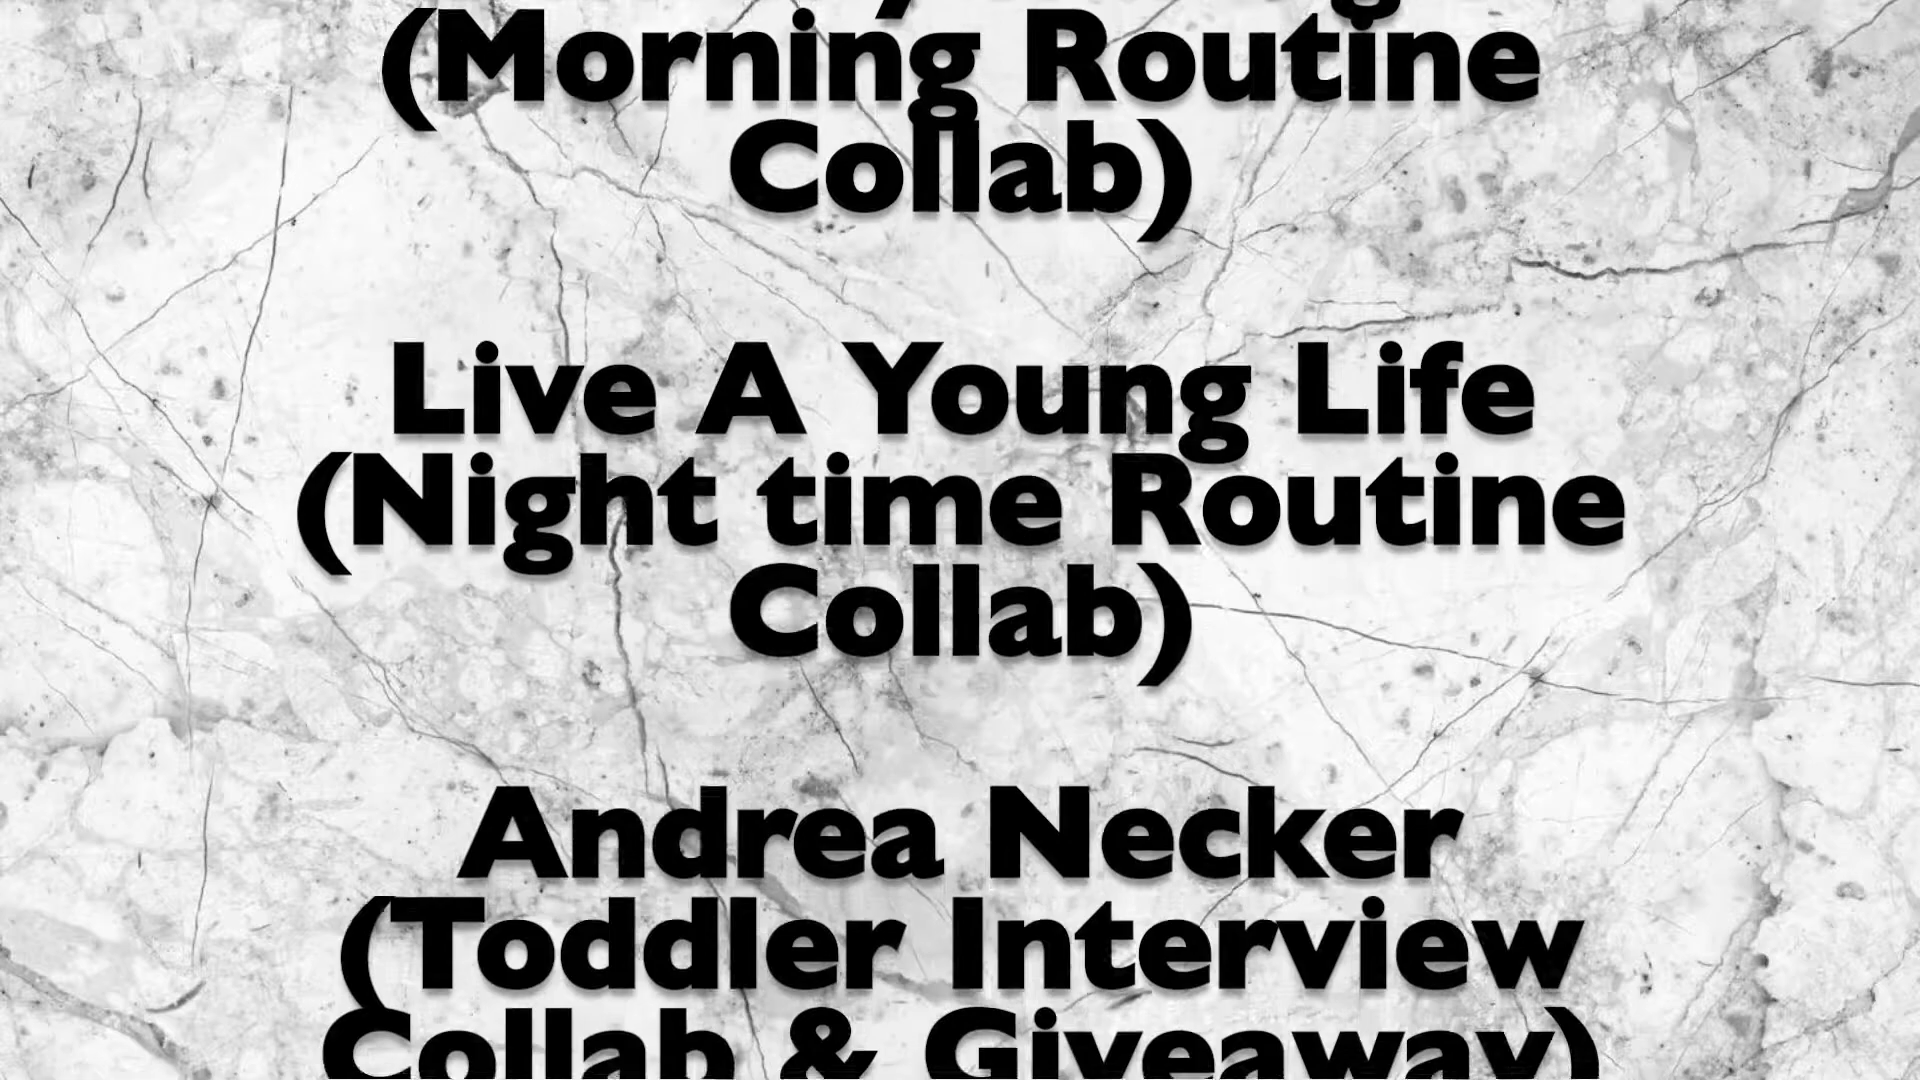 (Morning Routine
Collab)
Live A Young Life
(Night time Routine
Collab)
Andrea Necker
(Toddler Interview
Collab & Giveaway)